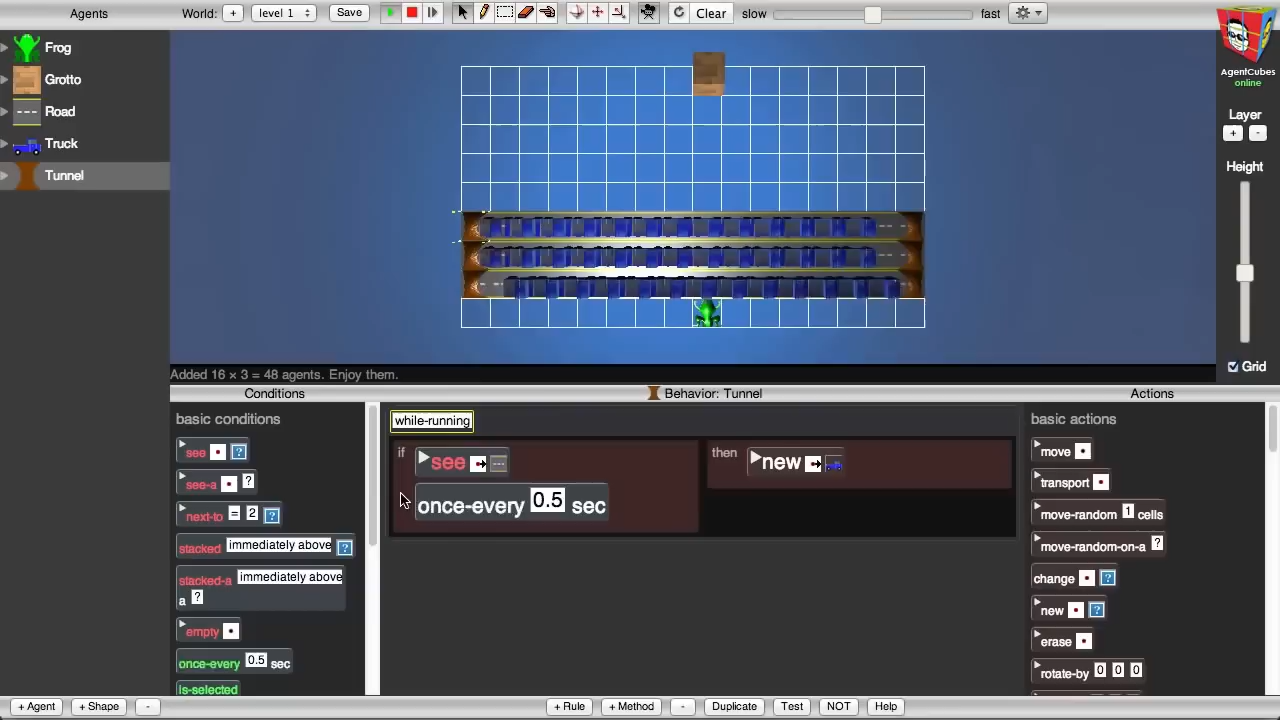 Agents
World: + level 1 Save Clear slow fast
Frog
Grotto
Road
Truck
Tunnel
AgentCubes
online
Layer
+ -
Height
Grid
Added 16 × 3 = 48 agents. Enjoy them.
Conditions
Behavior: Tunnel
Actions
basic conditions
see ?
see-a ?
next-to = 2 ?
stacked immediately above ?
stacked-a immediately above
a ?
empty
once-every 0.5 sec
is-selected
while-running
if see
once-every 0.5 sec
then new
basic actions
move
transport
move-random 1 cells
move-random-on-a ?
change ?
new ?
erase
rotate-by 0 0 0
+ Agent + Shape - + Rule + Method - Duplicate Test NOT Help